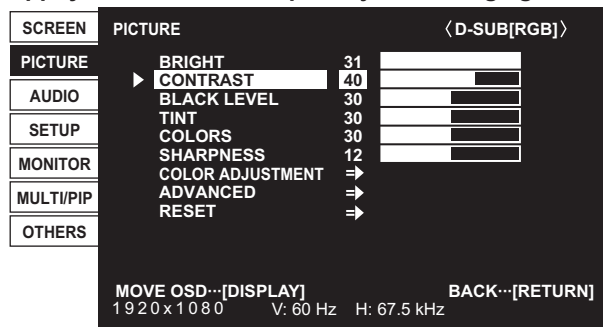 SCREEN
PICTURE
AUDIO
SETUP
MONITOR
MULTI/PIP
OTHERS
PICTURE 〈D-SUB[RGB]〉
BRIGHT 31
CONTRAST 40
BLACK LEVEL 30
TINT 30
COLORS 30
SHARPNESS 12
COLOR ADJUSTMENT
ADVANCED
RESET
MOVE OSD···[DISPLAY] BACK···[RETURN]
1920x1080 V: 60 Hz H: 67.5 kHz